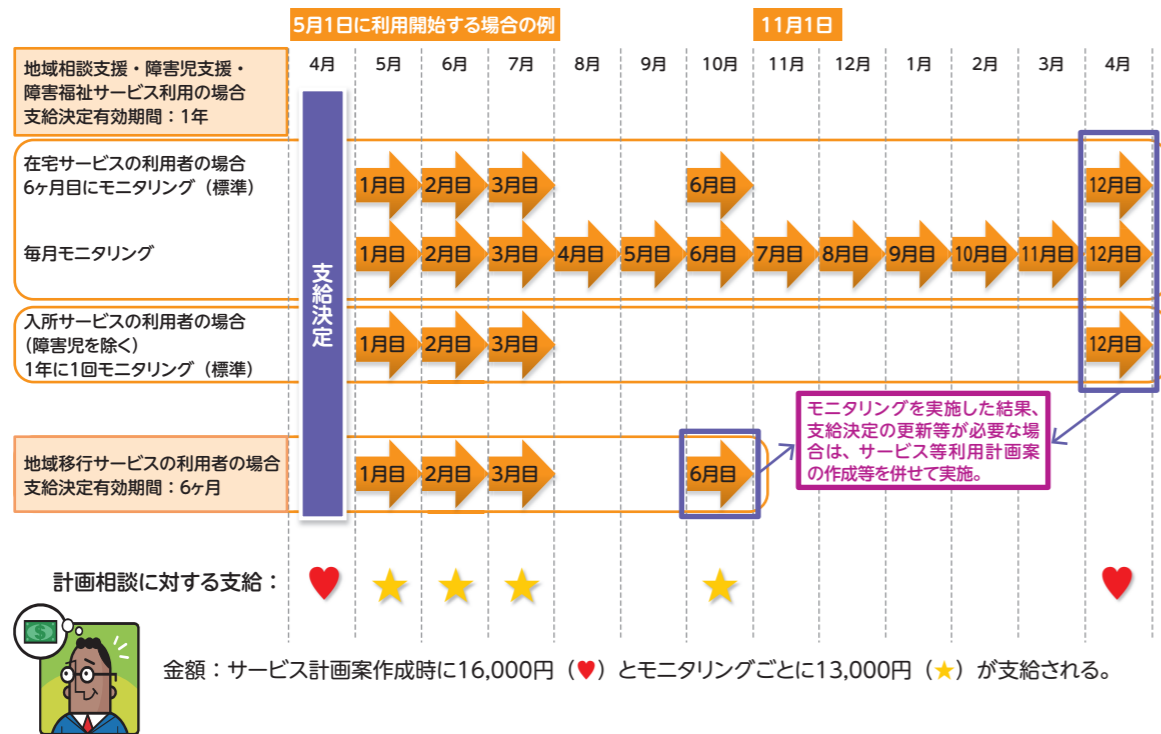 5月1日に利用開始する場合の例
11月1日
地域相談支援・障害児支援・
障害福祉サービス利用の場合
支給決定有効期間：1年
4月 5月 6月 7月 8月 9月 10月 11月 12月 1月 2月 3月 4月
支給決定
在宅サービスの利用者の場合
6ヶ月目にモニタリング（標準）
1月目 2月目 3月目 6月目 12月目
毎月モニタリング
1月目 2月目 3月目 4月目 5月目 6月目 7月目 8月目 9月目 10月目 11月目 12月目
入所サービスの利用者の場合
(障害児を除く)
1年に1回モニタリング（標準）
1月目 2月目 3月目 12月目
モニタリングを実施した結果、
支給決定の更新等が必要な場
合は、サービス等利用計画案
の作成等を併せて実施。
地域移行サービスの利用者の場合
支給決定有効期間：6ヶ月
1月目 2月目 3月目 6月目
計画相談に対する支給：
$
金額：サービス計画案作成時に16,000円（♥）とモニタリングごとに13,000円（★）が支給される。